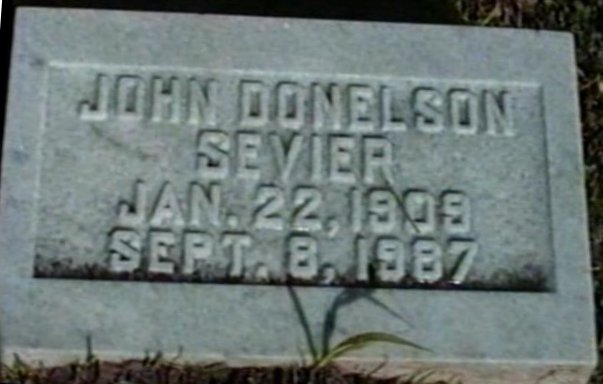 JOHN DONELSON
SEVIER
JAN. 22, 1909
SEPT. 8, 1987